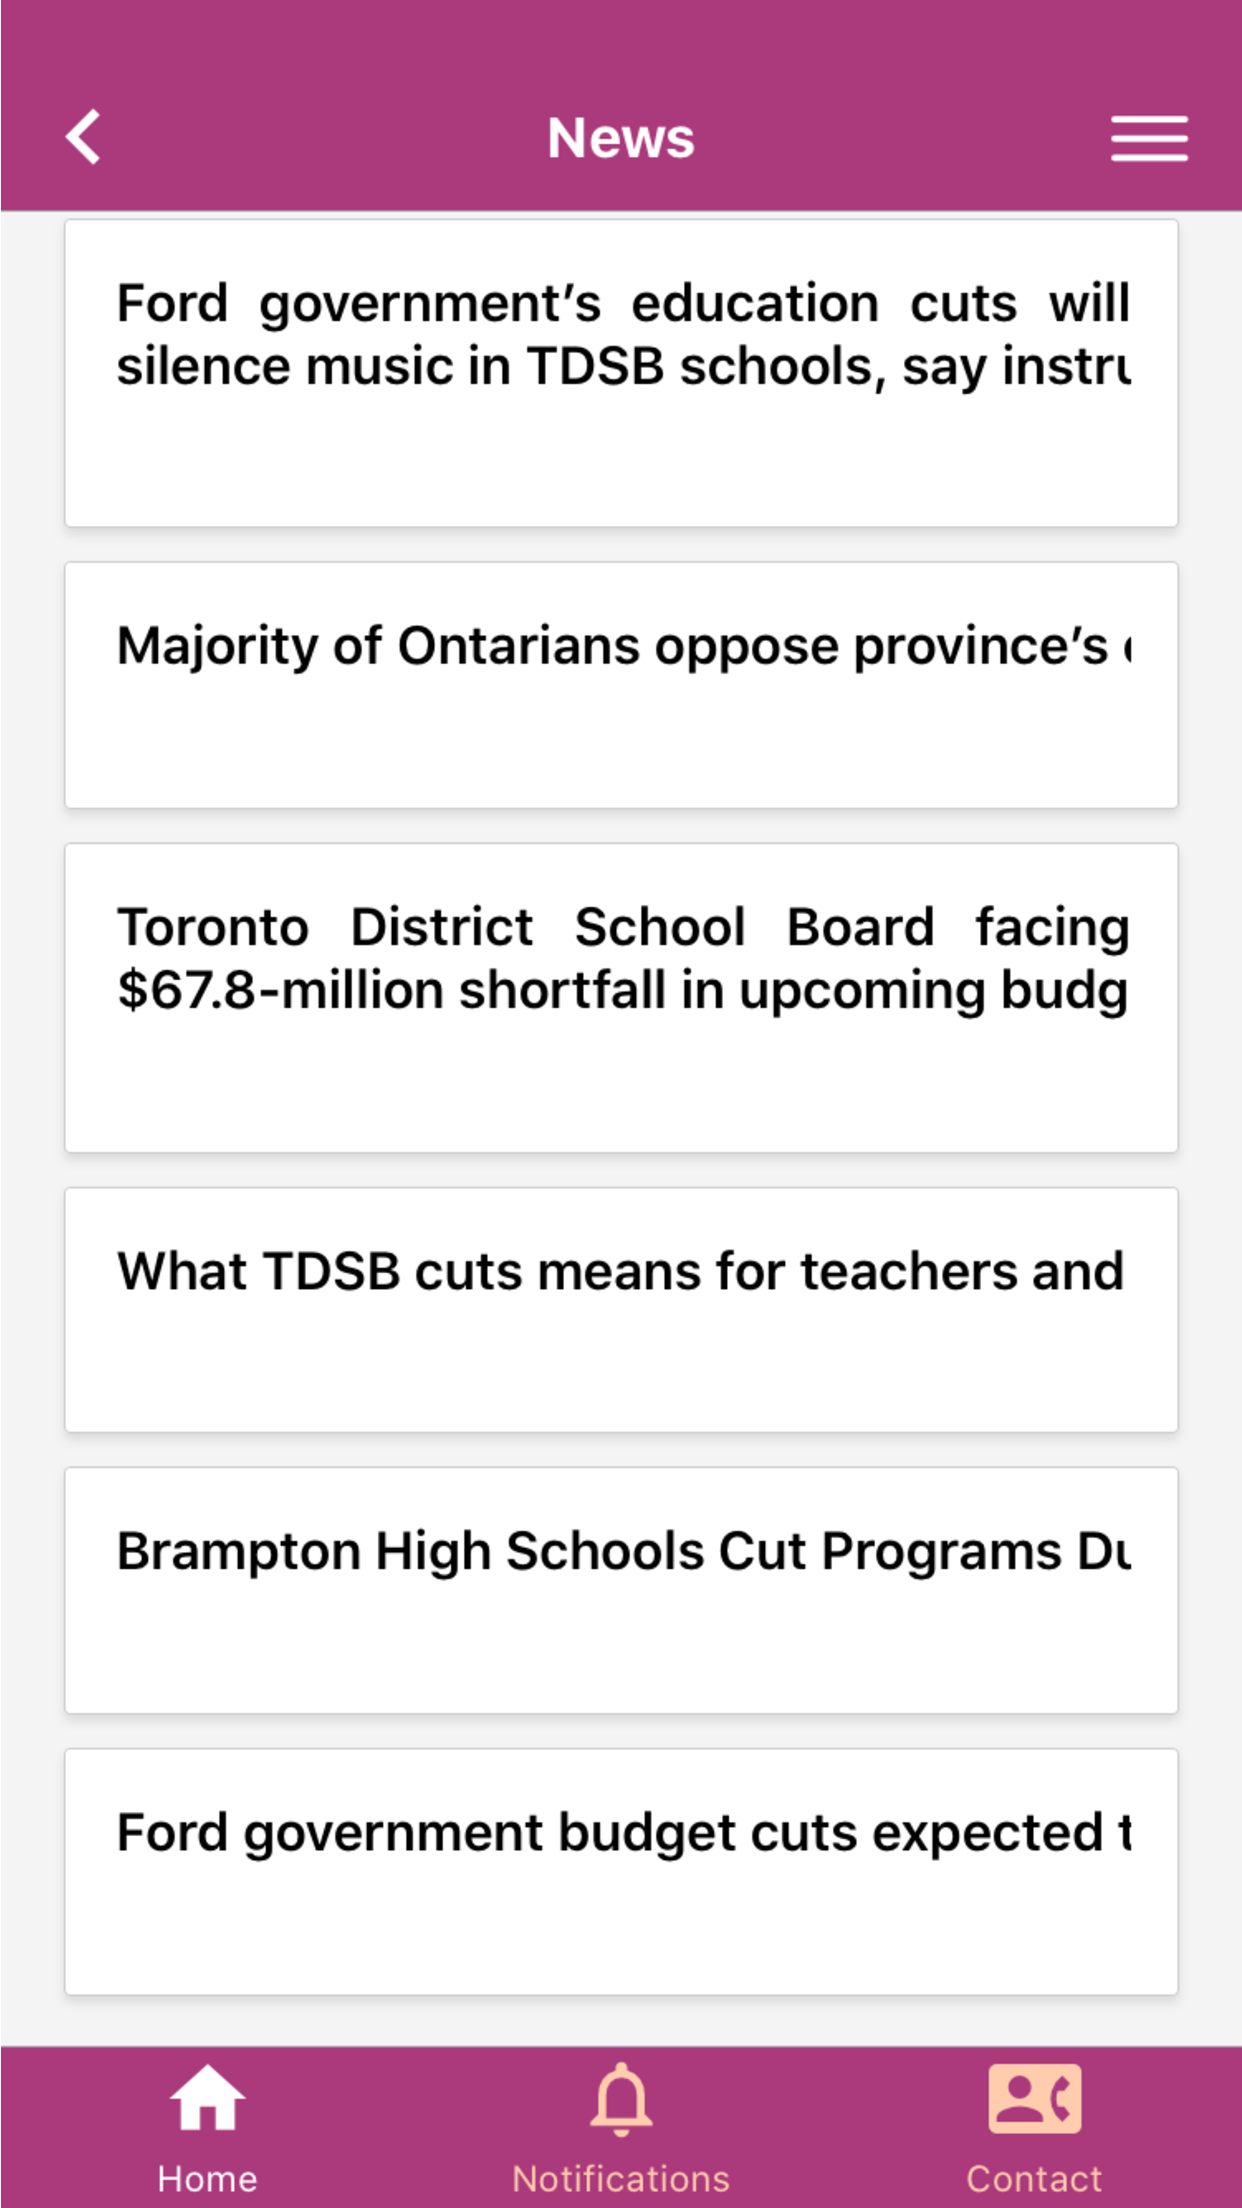 News
Ford government’s education cuts will
silence music in TDSB schools, say
Majority of Ontarians oppose province’s
Toronto District School Board facing
$67.8-million shortfall in upcoming budg
What TDSB cuts means for teachers and
Brampton High Schools Cut Programs
Ford government budget cuts expected
Home
Notifications
Contact